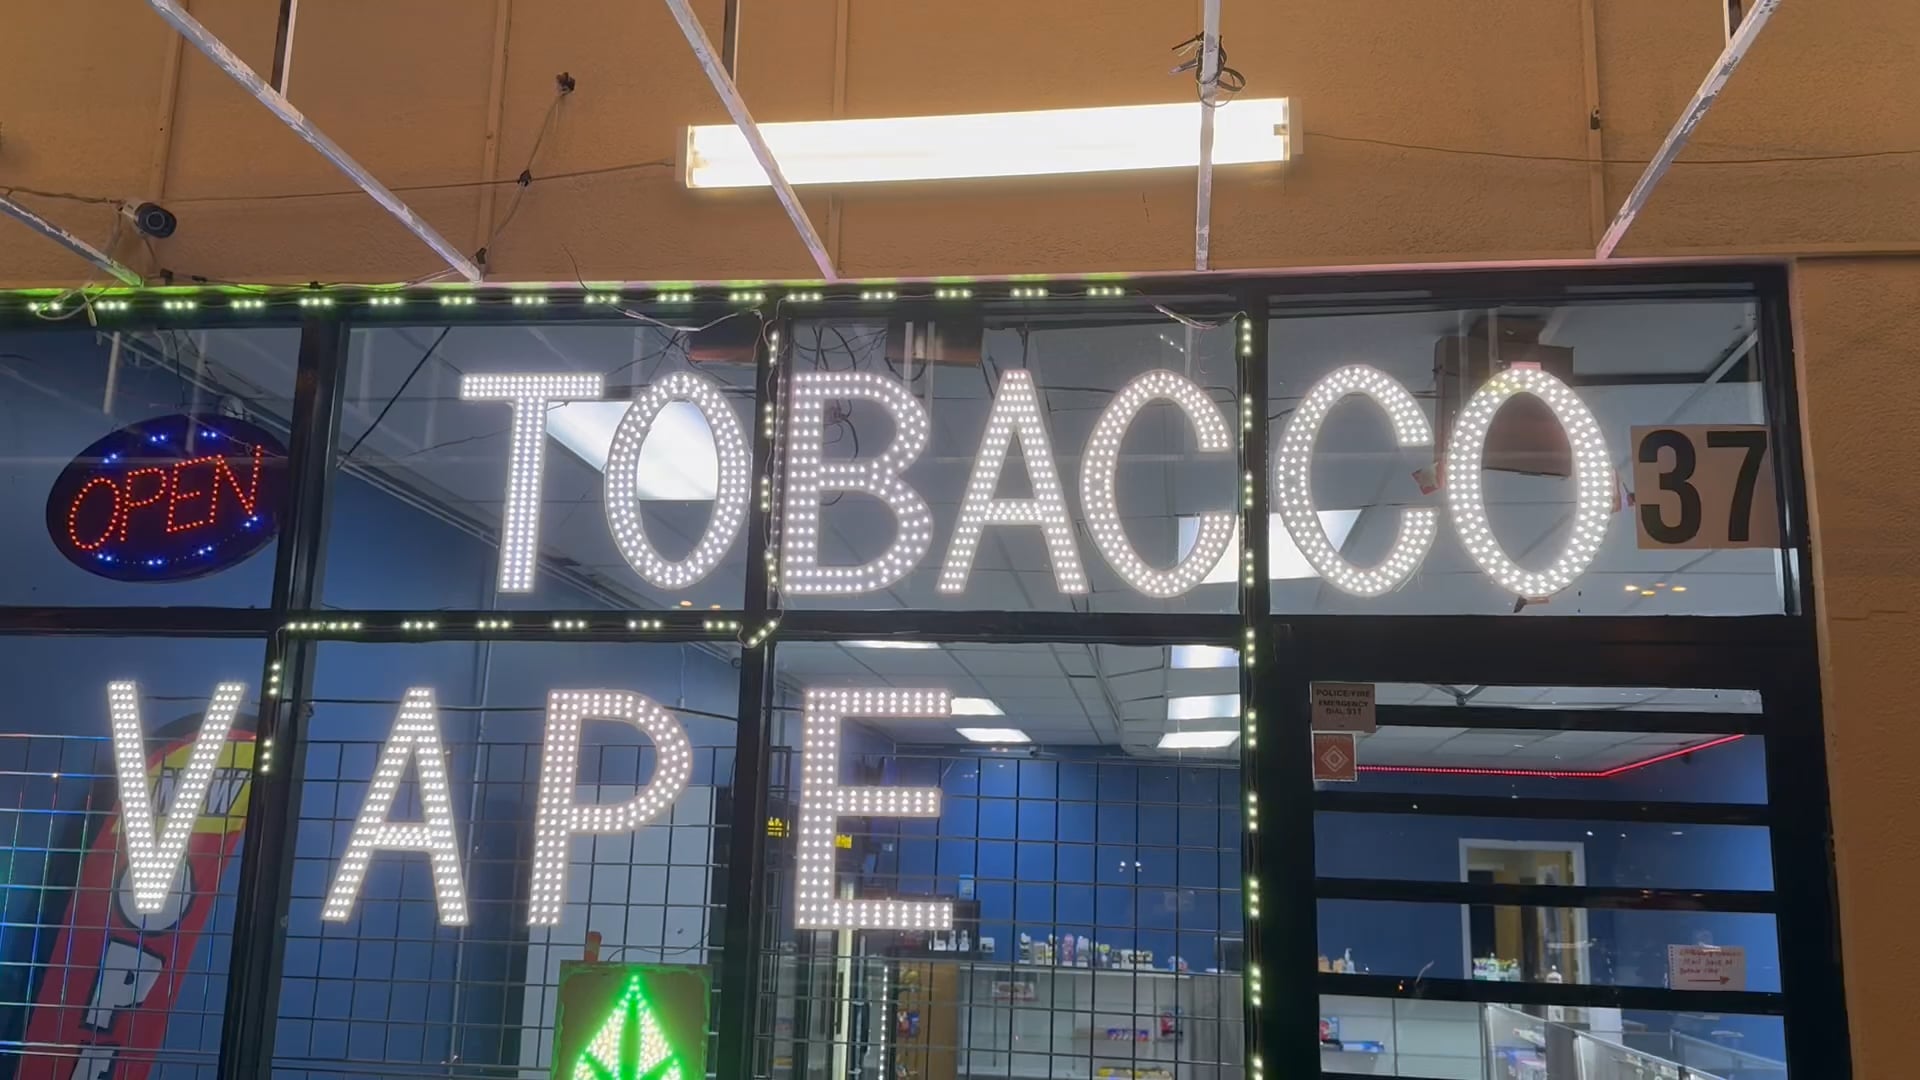 TOBACCO
OPEN
37
VAPE
POLICE/FIRE
EMERGENCY
DIAL 911